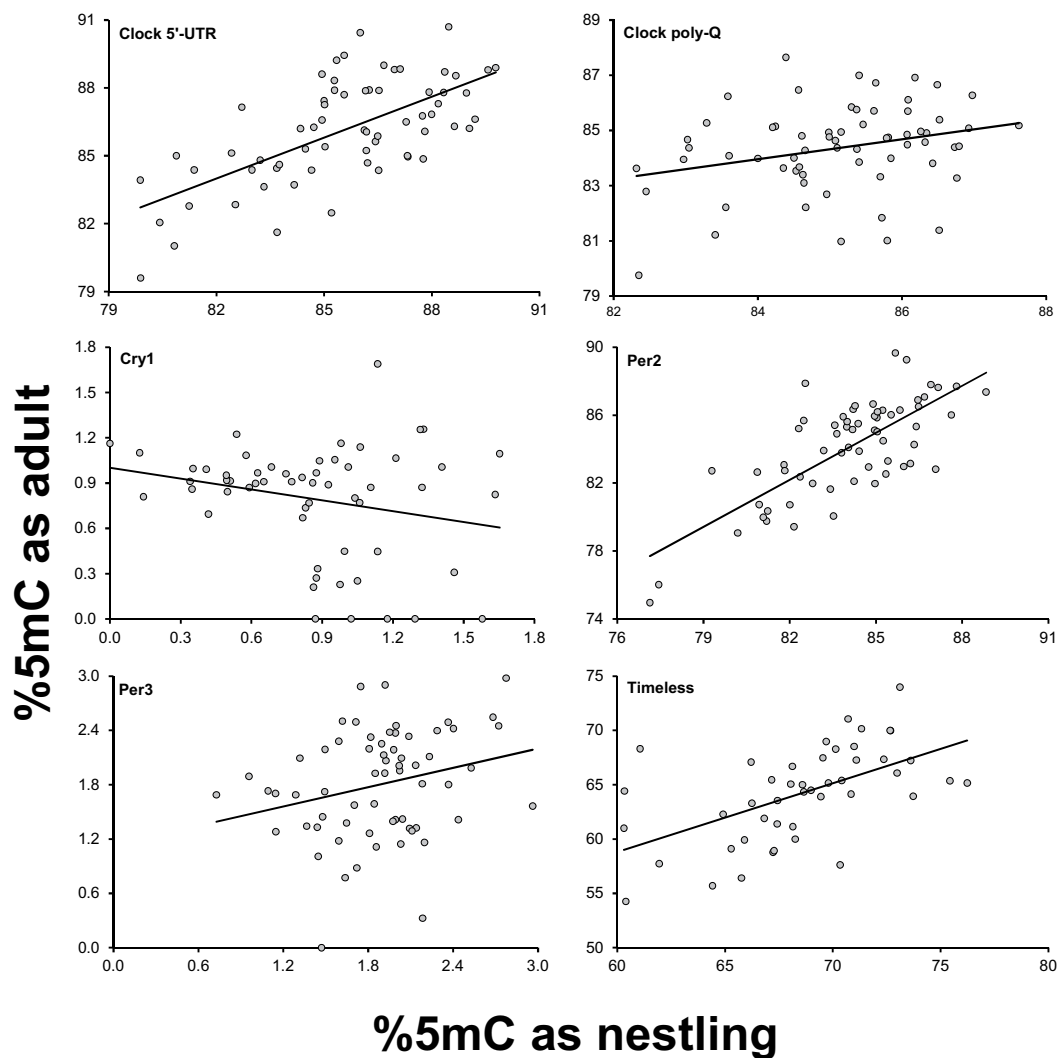 Clock 5'-UTR
91
88
85
82
79
79 82 85 88 91
Clock poly-Q
89
87
85
83
81
79
82 84 86 88
Cry1
1.8
1.5
1.2
0.9
0.6
0.3
0.0
0.0 0.3 0.6 0.9 1.2 1.5 1.8
Per2
90
86
82
78
74
76 79 82 85 88 91
Per3
3.0
2.4
1.8
1.2
0.6
0.0
0.0 0.6 1.2 1.8 2.4 3.0
Timeless
75
70
65
60
55
50
60 65 70 75 80
%5mC as adult
%5mC as nestling